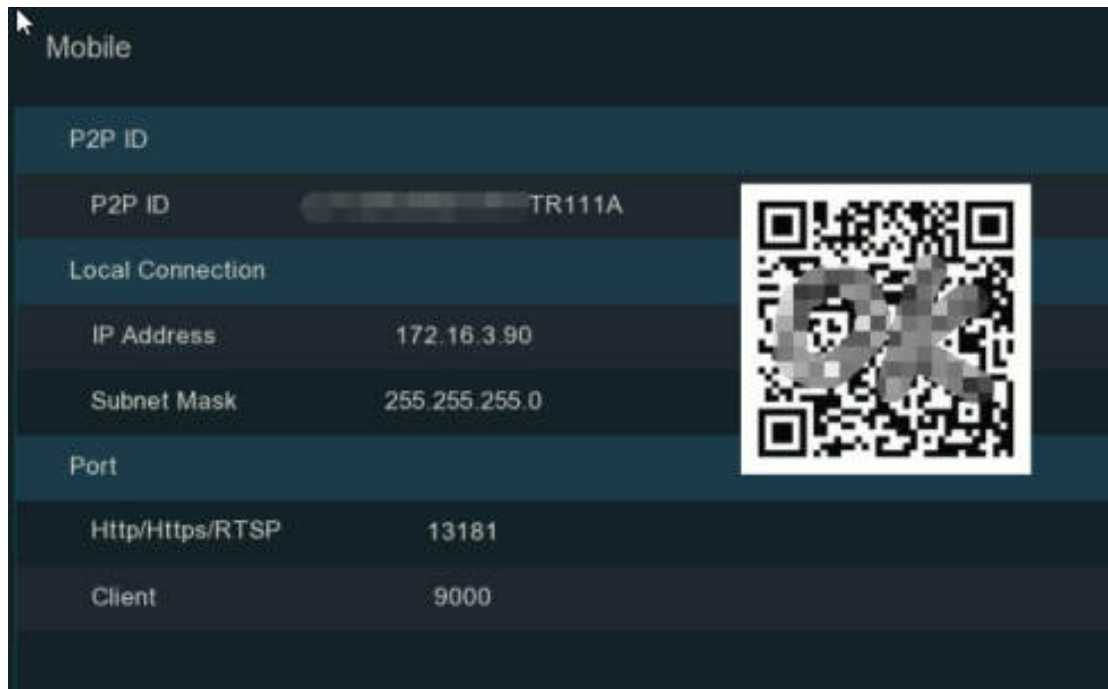 Mobile
P2P ID
P2P ID TR111A
Local Connection
IP Address 172.16.3.90
Subnet Mask 255.255.255.0
Port
Http/Https/RTSP 13181
Client 9000